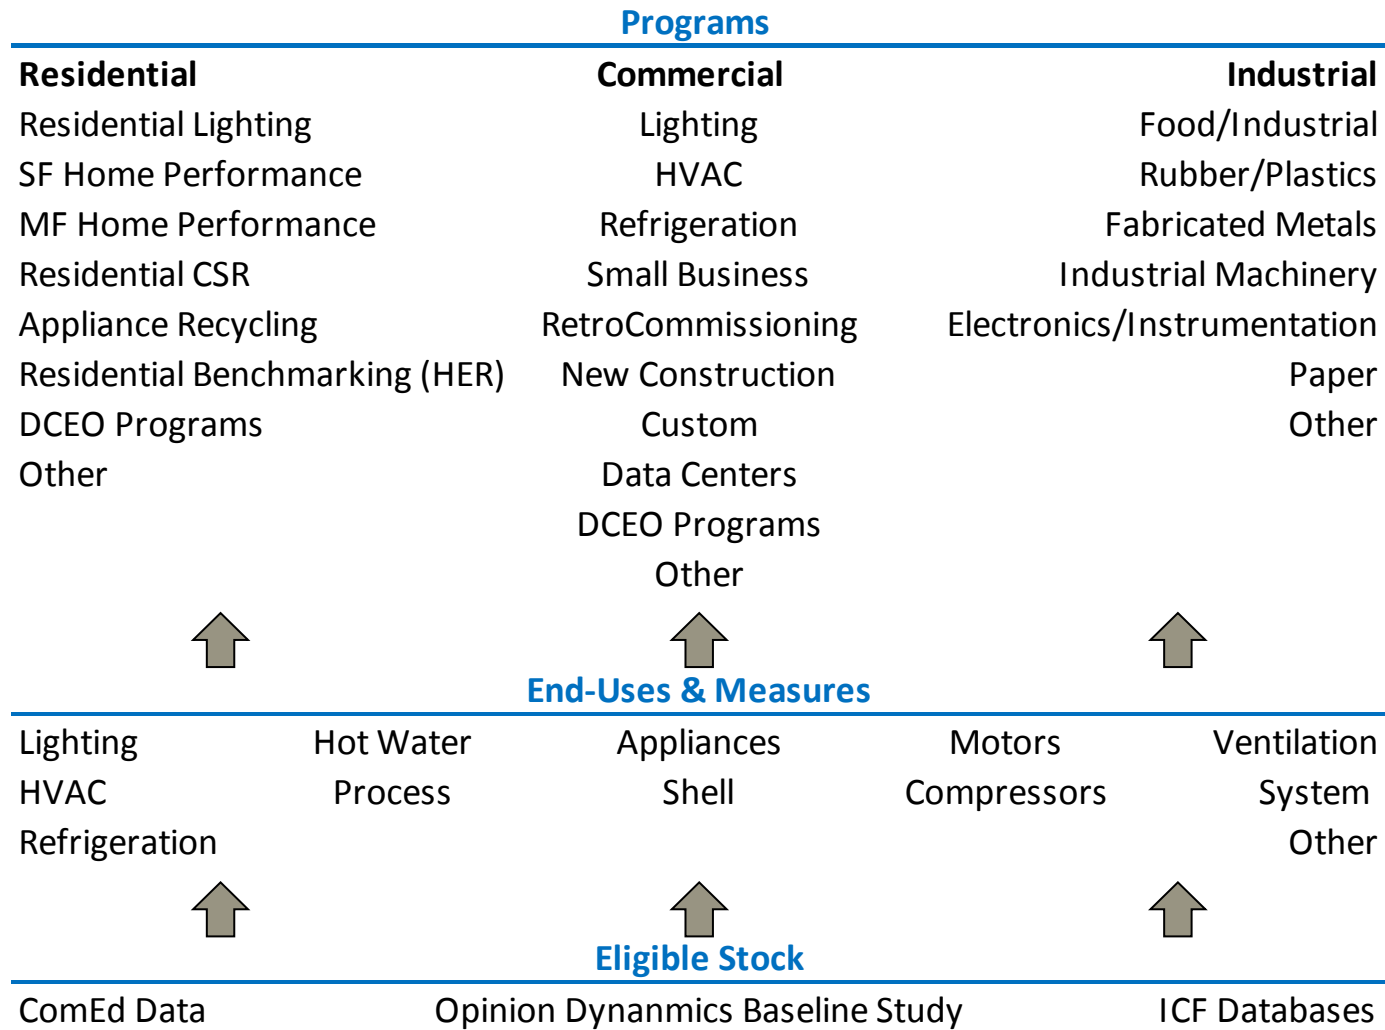 Programs
Residential Commercial Industrial
Residential Lighting Lighting Food/Industrial
SF Home Performance HVAC Rubber/Plastics
MF Home Performance Refrigeration Fabricated Metals
Residential CSR Small Business Industrial Machinery
Appliance Recycling RetroCommissioning Electronics/Instrumentation
Residential Benchmarking (HER) New Construction Paper
DCEO Programs Custom Other
Other Data Centers
DCEO Programs
Other
End-Uses & Measures
Lighting Hot Water Appliances Motors Ventilation
HVAC Process Shell Compressors System
Refrigeration Other
Eligible Stock
ComEd Data Opinion Dynanmics Baseline Study ICF Databases